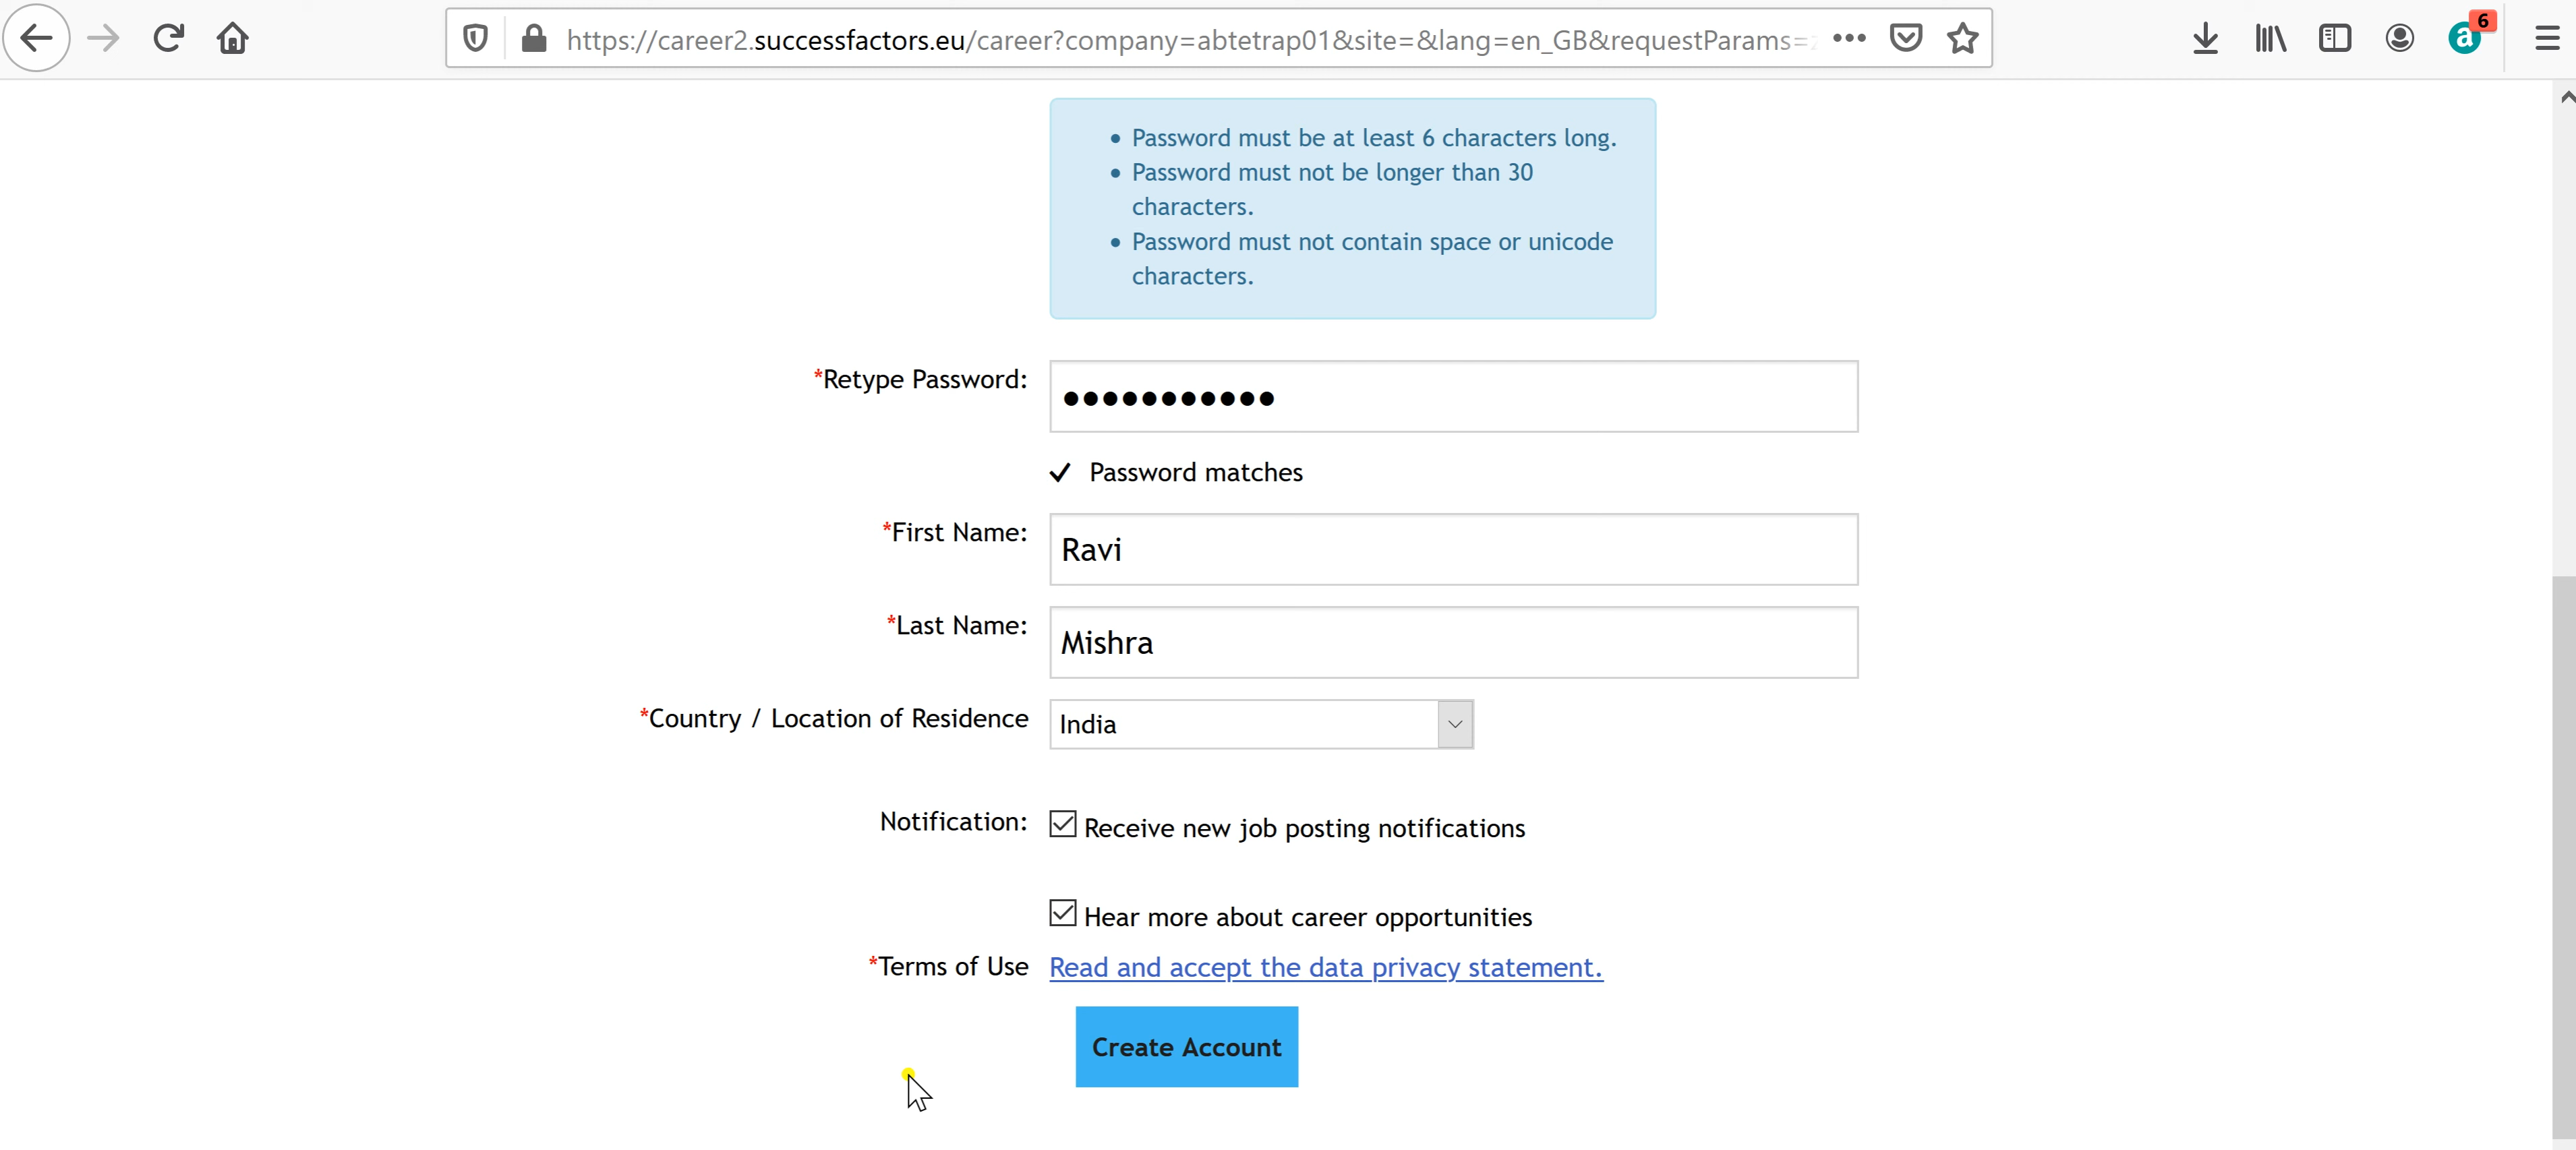 https://career2.successfactors.eu/career?company=abtetrap01&site=&lang=en_GB&requestParams=
a 6
• Password must be at least 6 characters long.
• Password must not be longer than 30
characters.
• Password must not contain space or unicode
characters.
*Retype Password:
Password matches
*First Name: Ravi
*Last Name: Mishra
*Country / Location of Residence India
Notification: Receive new job posting notifications
Hear more about career opportunities
*Terms of Use Read and accept the data privacy statement.
Create Account